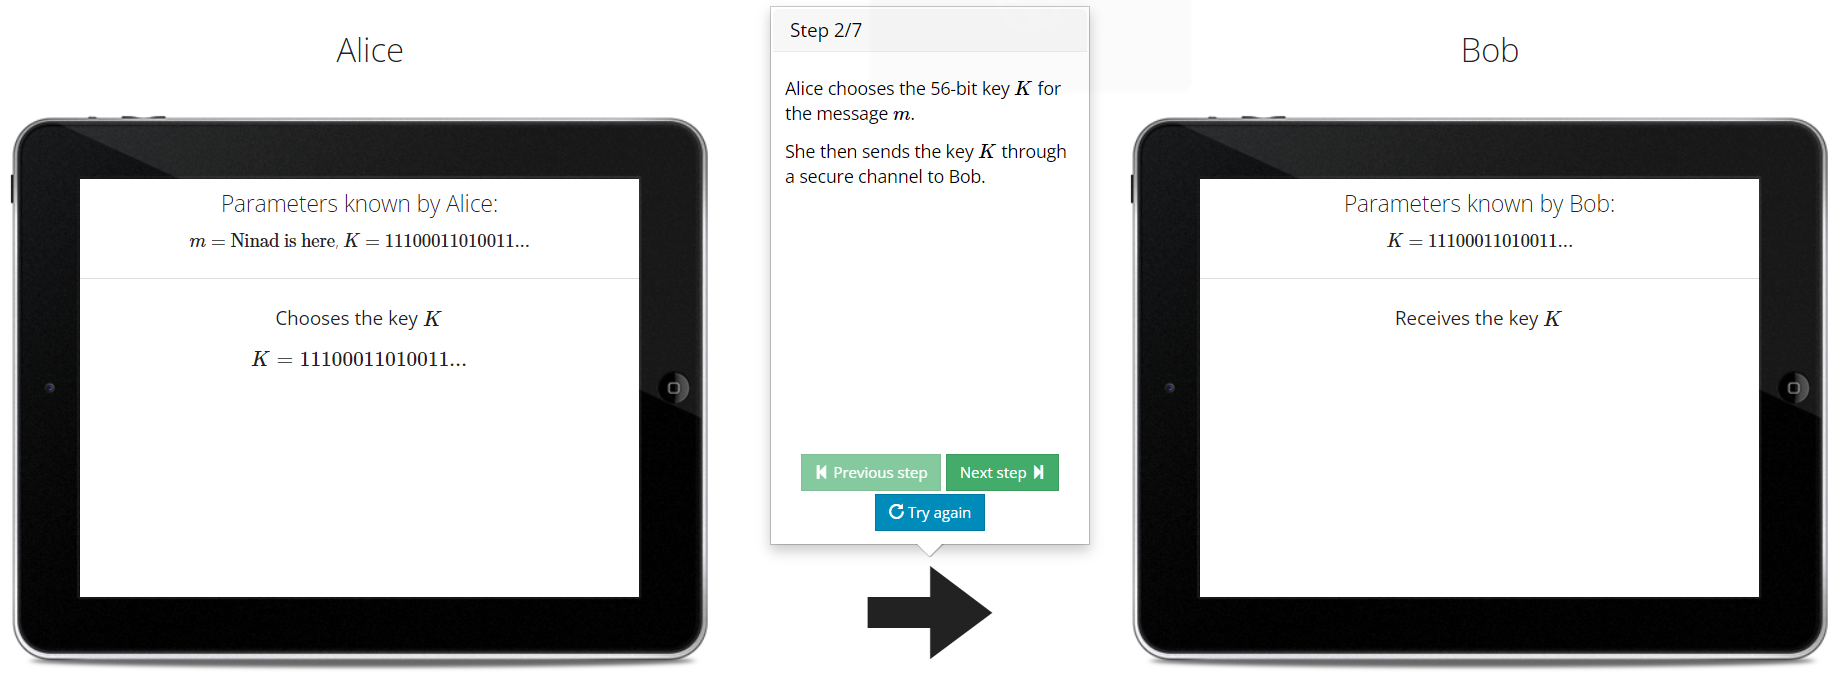 Alice
Parameters known by Alice:
m = Ninad is here, K = 11100011010011...
Chooses the key K
K = 11100011010011...
Step 2/7
Alice chooses the 56-bit key K for
the message m.
She then sends the key K through
a secure channel to Bob.
Previous step
Next step
Try again
Bob
Parameters known by Bob:
K = 11100011010011...
Receives the key K